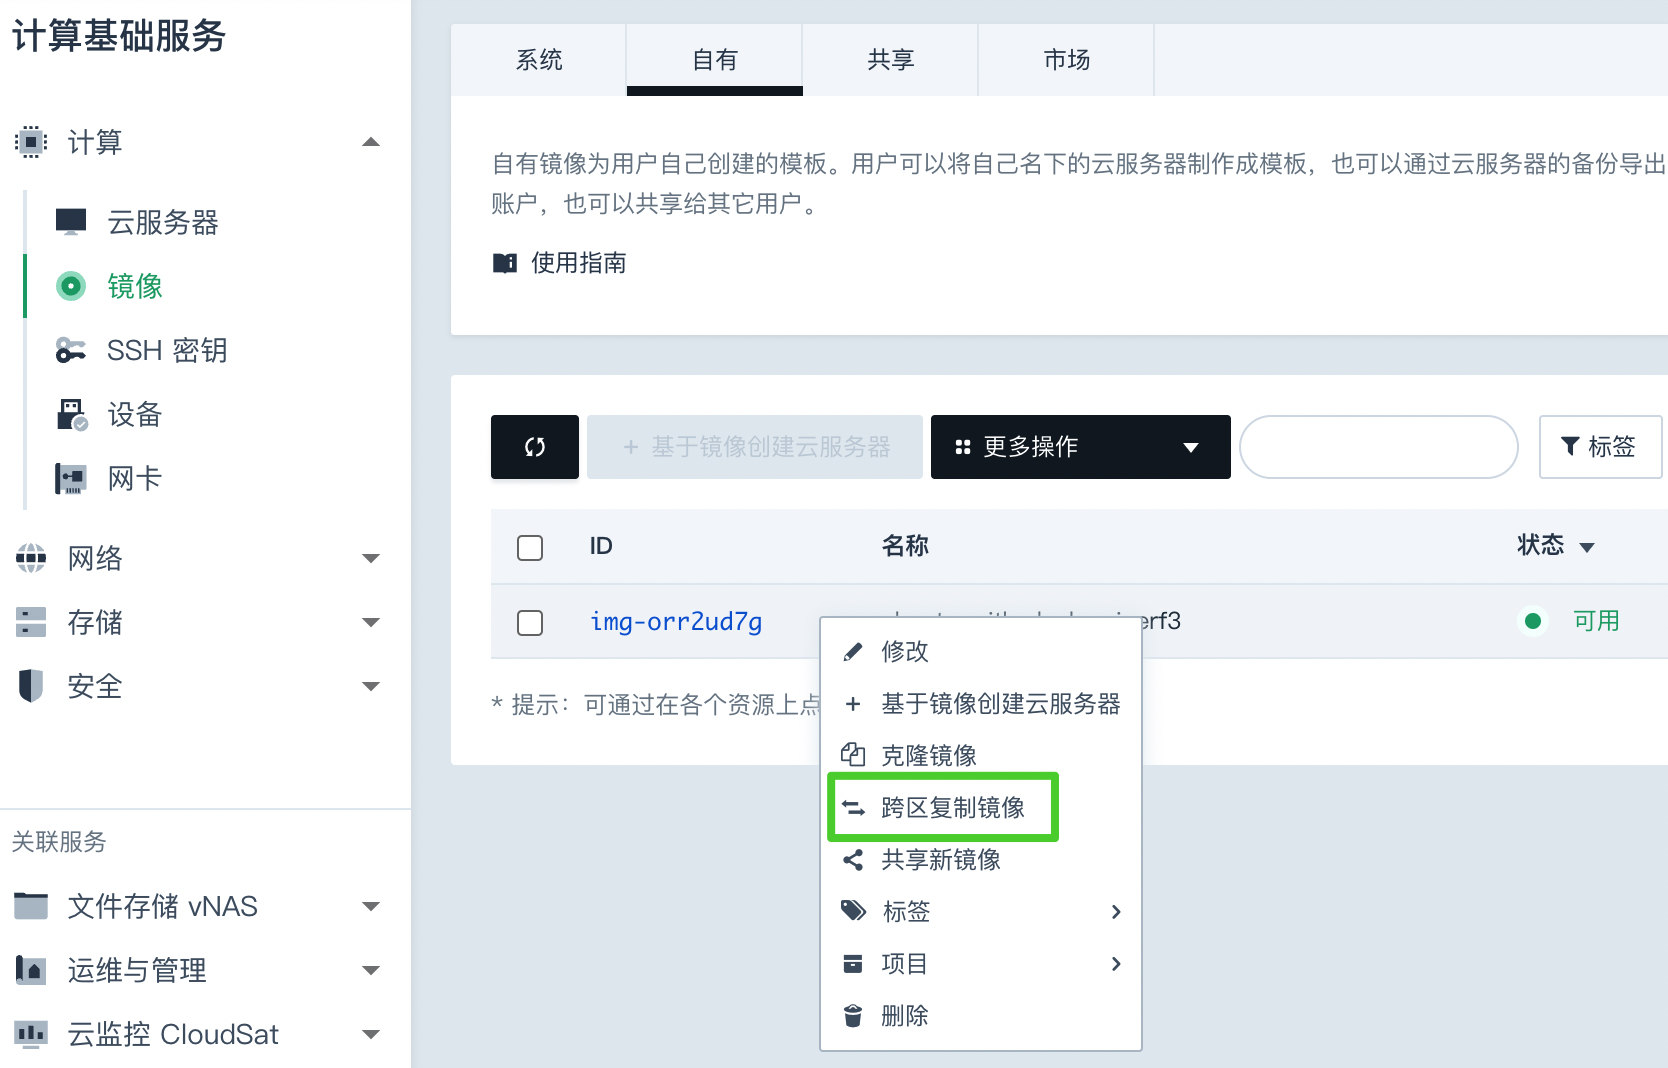 计算基础服务
计算
云服务器
镜像
SSH 密钥
设备
网卡
网络
存储
安全
关联服务
文件存储 vNAS
运维与管理
云监控 CloudSat
系统
自有
共享
市场
自有镜像为用户自己创建的模板。用户可以将自己名下的云服务器制作成模板，也可以通过云服务器的备份导出
账户，也可以共享给其它用户。
使用指南
+ 基于镜像创建云服务器
更多操作
标签
ID
名称
状态
img-orr2ud7g
erf3
可用
* 提示：可通过在各个资源上点
修改
+ 基于镜像创建云服务器
克隆镜像
跨区复制镜像
共享新镜像
标签
项目
删除